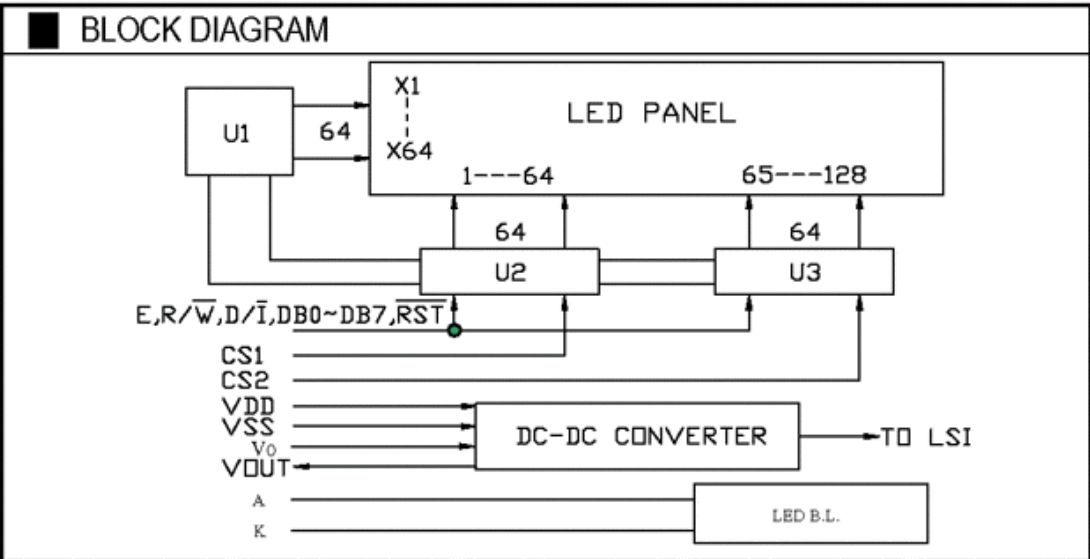 BLOCK DIAGRAM
X1
LED PANEL
U1
64
X64
1---64
65---128
64
64
U2
U3
E,R/W̅,D/I̅,DB0~DB7,R̅S̅T̅
CS1
CS2
VDD
VSS
V0
VOUT
DC-DC CONVERTER
TO LSI
A
LED B.L.
K